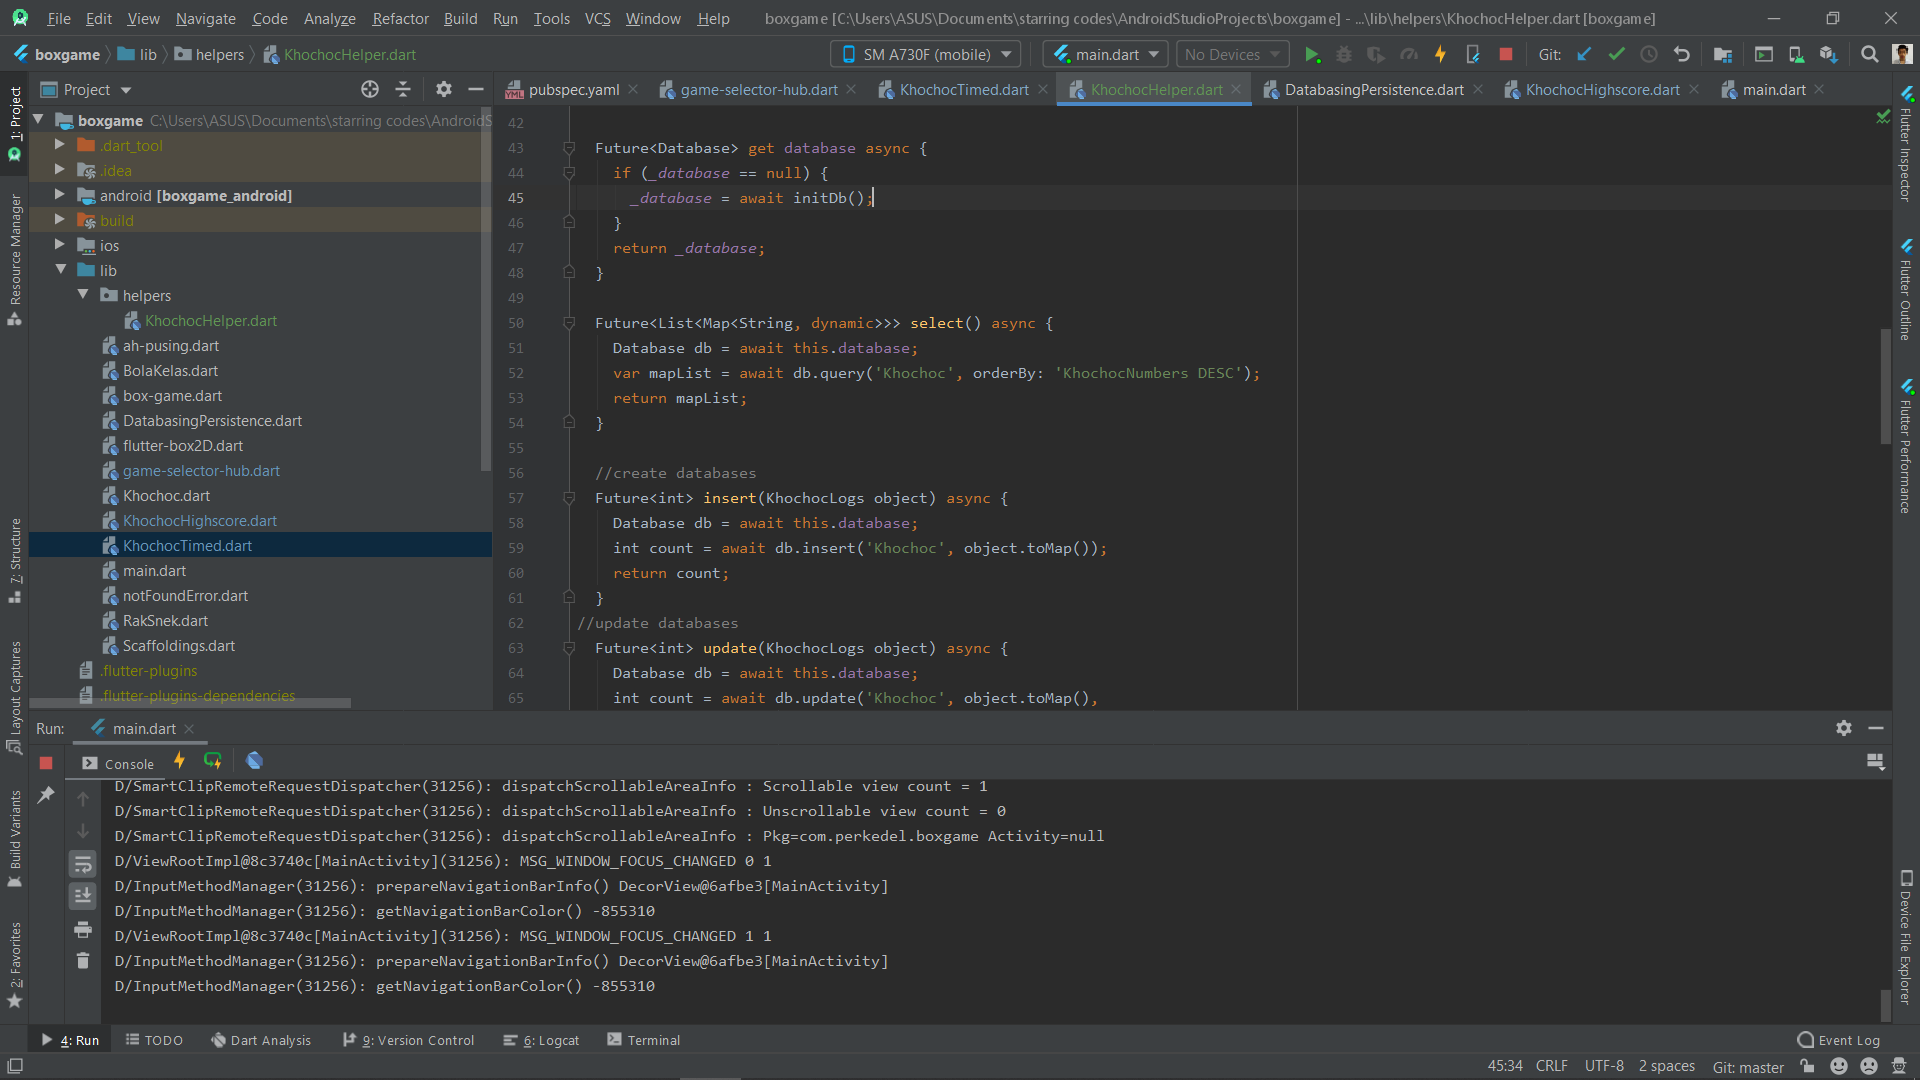 File Edit View Navigate Code Analyze Refactor Build Run Tools VCS Window Help boxgame [C:\Users\ASUS\Documents\starring codes\AndroidStudioProjects\boxgame] - ...\lib\helpers\KhochocHelper.dart [boxgame]
boxgame lib helpers KhochocHelper.dart SM A730F (mobile) main.dart No Devices Git:
Project
pubspec.yaml game-selector-hub.dart KhochocTimed.dart KhochocHelper.dart DatabasingPersistence.dart KhochocHighscore.dart main.dart
1: Project
Resource Manager
7: Structure
Layout Captures
Build Variants
2: Favorites
boxgame C:\Users\ASUS\Documents\starring codes\AndroidS
.dart_tool
.idea
android [boxgame_android]
build
ios
lib
helpers
KhochocHelper.dart
ah-pusing.dart
BolaKelas.dart
box-game.dart
DatabasingPersistence.dart
flutter-box2D.dart
game-selector-hub.dart
Khochoc.dart
KhochocHighscore.dart
KhochocTimed.dart
main.dart
notFoundError.dart
RakSnek.dart
Scaffoldings.dart
.flutter-plugins
.flutter-plugins-dependencies
42
43 Future<Database> get database async {
44 if (_database == null) {
45 _database = await initDb();
46 }
47 return _database;
48 }
49
50 Future<List<Map<String, dynamic>>> select() async {
51 Database db = await this.database;
52 var mapList = await db.query('Khochoc', orderBy: 'KhochocNumbers DESC');
53 return mapList;
54 }
55
56 //create databases
57 Future<int> insert(KhochocLogs object) async {
58 Database db = await this.database;
59 int count = await db.insert('Khochoc', object.toMap());
60 return count;
61 }
62 //update databases
63 Future<int> update(KhochocLogs object) async {
64 Database db = await this.database;
65 int count = await db.update('Khochoc', object.toMap(),
Flutter Inspector
Flutter Outline
Flutter Performance
Device File Explorer
Run: main.dart
Console
D/SmartClipRemoteRequestDispatcher(31256): dispatchScrollableAreaInfo : Scrollable view count = 1
D/SmartClipRemoteRequestDispatcher(31256): dispatchScrollableAreaInfo : Unscrollable view count = 0
D/SmartClipRemoteRequestDispatcher(31256): dispatchScrollableAreaInfo : Pkg=com.perkedel.boxgame Activity=null
D/ViewRootImpl@8c3740c[MainActivity](31256): MSG_WINDOW_FOCUS_CHANGED 0 1
D/InputMethodManager(31256): prepareNavigationBarInfo() DecorView@6afbe3[MainActivity]
D/InputMethodManager(31256): getNavigationBarColor() -855310
D/ViewRootImpl@8c3740c[MainActivity](31256): MSG_WINDOW_FOCUS_CHANGED 1 1
D/InputMethodManager(31256): prepareNavigationBarInfo() DecorView@6afbe3[MainActivity]
D/InputMethodManager(31256): getNavigationBarColor() -855310
4: Run TODO Dart Analysis 9: Version Control 6: Logcat Terminal Event Log
45:34 CRLF UTF-8 2 spaces Git: master